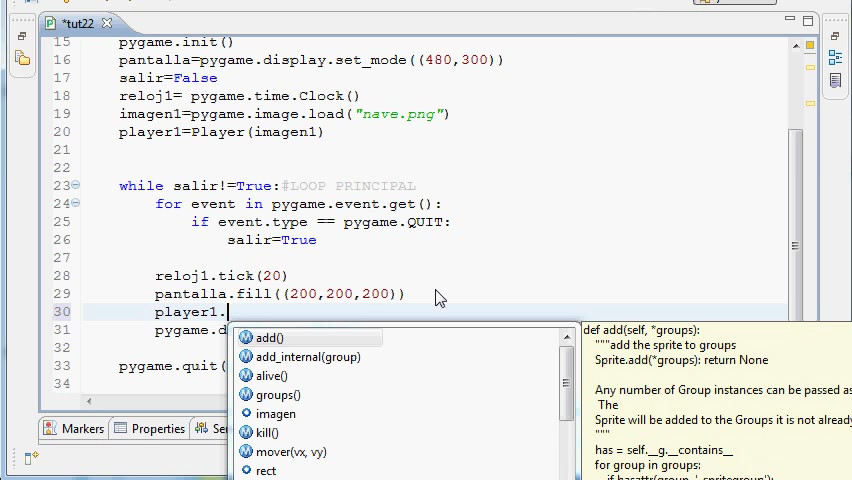 *tut22
15 pygame.init()
16 pantalla=pygame.display.set_mode((480,300))
17 salir=False
18 reloj1= pygame.time.Clock()
19 imagen1=pygame.image.load("nave.png")
20 player1=Player(imagen1)
21
22
23 while salir!=True:#LOOP PRINCIPAL
24 for event in pygame.event.get():
25 if event.type == pygame.QUIT:
26 salir=True
27
28 reloj1.tick(20)
29 pantalla.fill((200,200,200))
30 player1.
31 pygame.d
32
33 pygame.quit(
34
add()
add_internal(group)
alive()
groups()
imagen
kill()
mover(vx, vy)
rect
def add(self, *groups):
"""add the sprite to groups
Sprite.add(*groups): return None
Any number of Group instances can be passed as
The
Sprite will be added to the Groups it is not already
"""
has = self.__g.__contains__
for group in groups:
if hasattr(group, '_spritegroup'):
Markers
Properties
Se